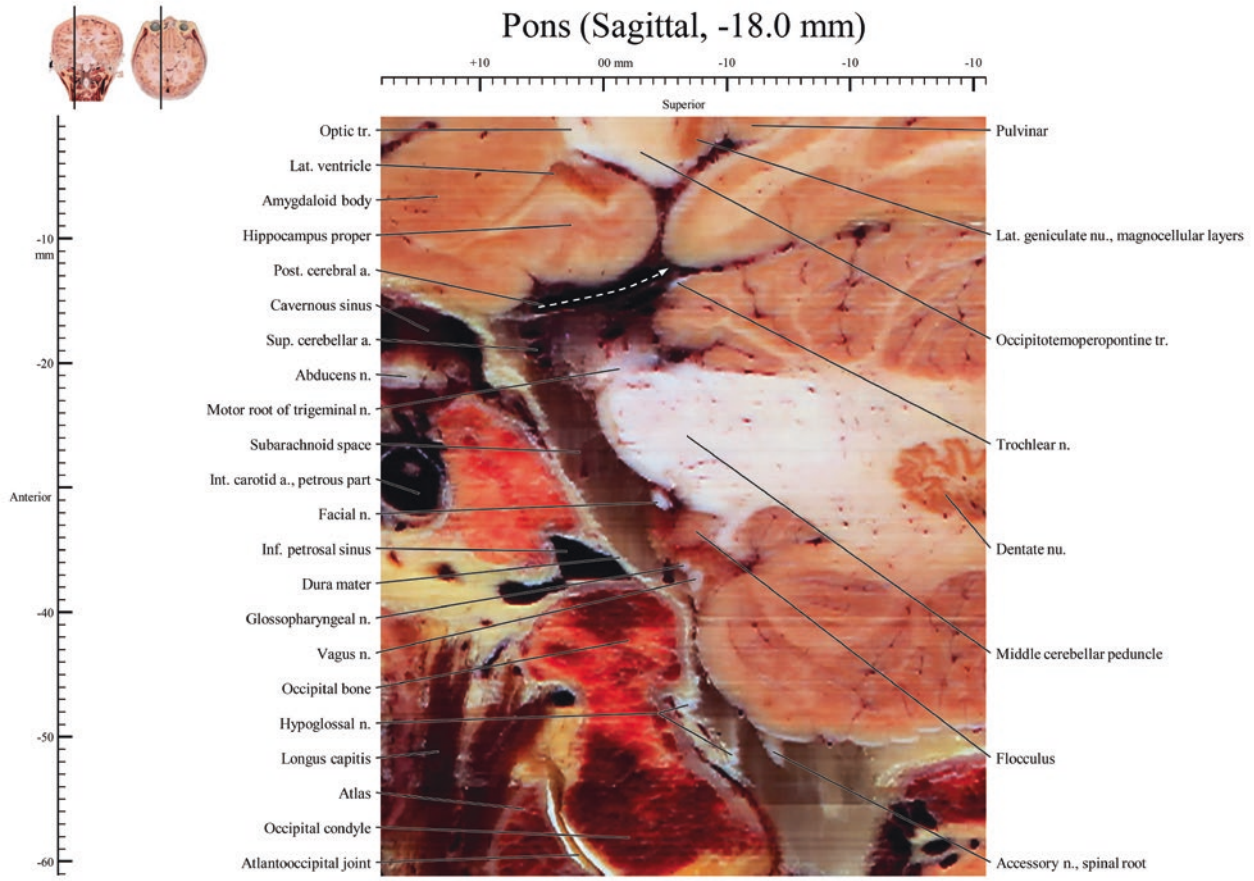 Pons (Sagittal, -18.0 mm)
+10 00 mm -10 -10 -10
Superior
Optic tr.
Lat. ventricle
Amygdaloid body
Hippocampus proper
Post. cerebral a.
Cavernous sinus
Sup. cerebellar a.
Abducens n.
Motor root of trigeminal n.
Subarachnoid space
Int. carotid a., petrous part
Facial n.
Inf. petrosal sinus
Dura mater
Glossopharyngeal n.
Vagus n.
Occipital bone
Hypoglossal n.
Longus capitis
Atlas
Occipital condyle
Atlantooccipital joint
-10
mm
-20
Anterior
-40
-50
-60
Pulvinar
Lat. geniculate nu., magnocellular layers
Occipitotemoperopontine tr.
Trochlear n.
Dentate nu.
Middle cerebellar peduncle
Flocculus
Accessory n., spinal root